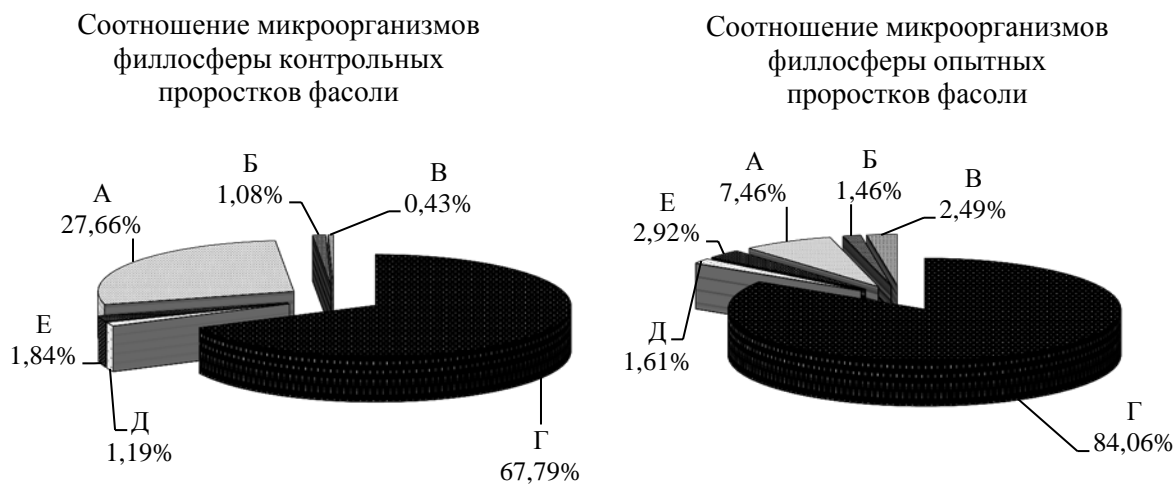 Соотношение микроорганизмов
филлосферы контрольных
проростков фасоли
А
27,66%
Б
1,08%
В
0,43%
Е
1,84%
Д
1,19%
Г
67,79%
Соотношение микроорганизмов
филлосферы опытных
проростков фасоли
Е
2,92%
А
7,46%
Б
1,46%
В
2,49%
Д
1,61%
Г
84,06%